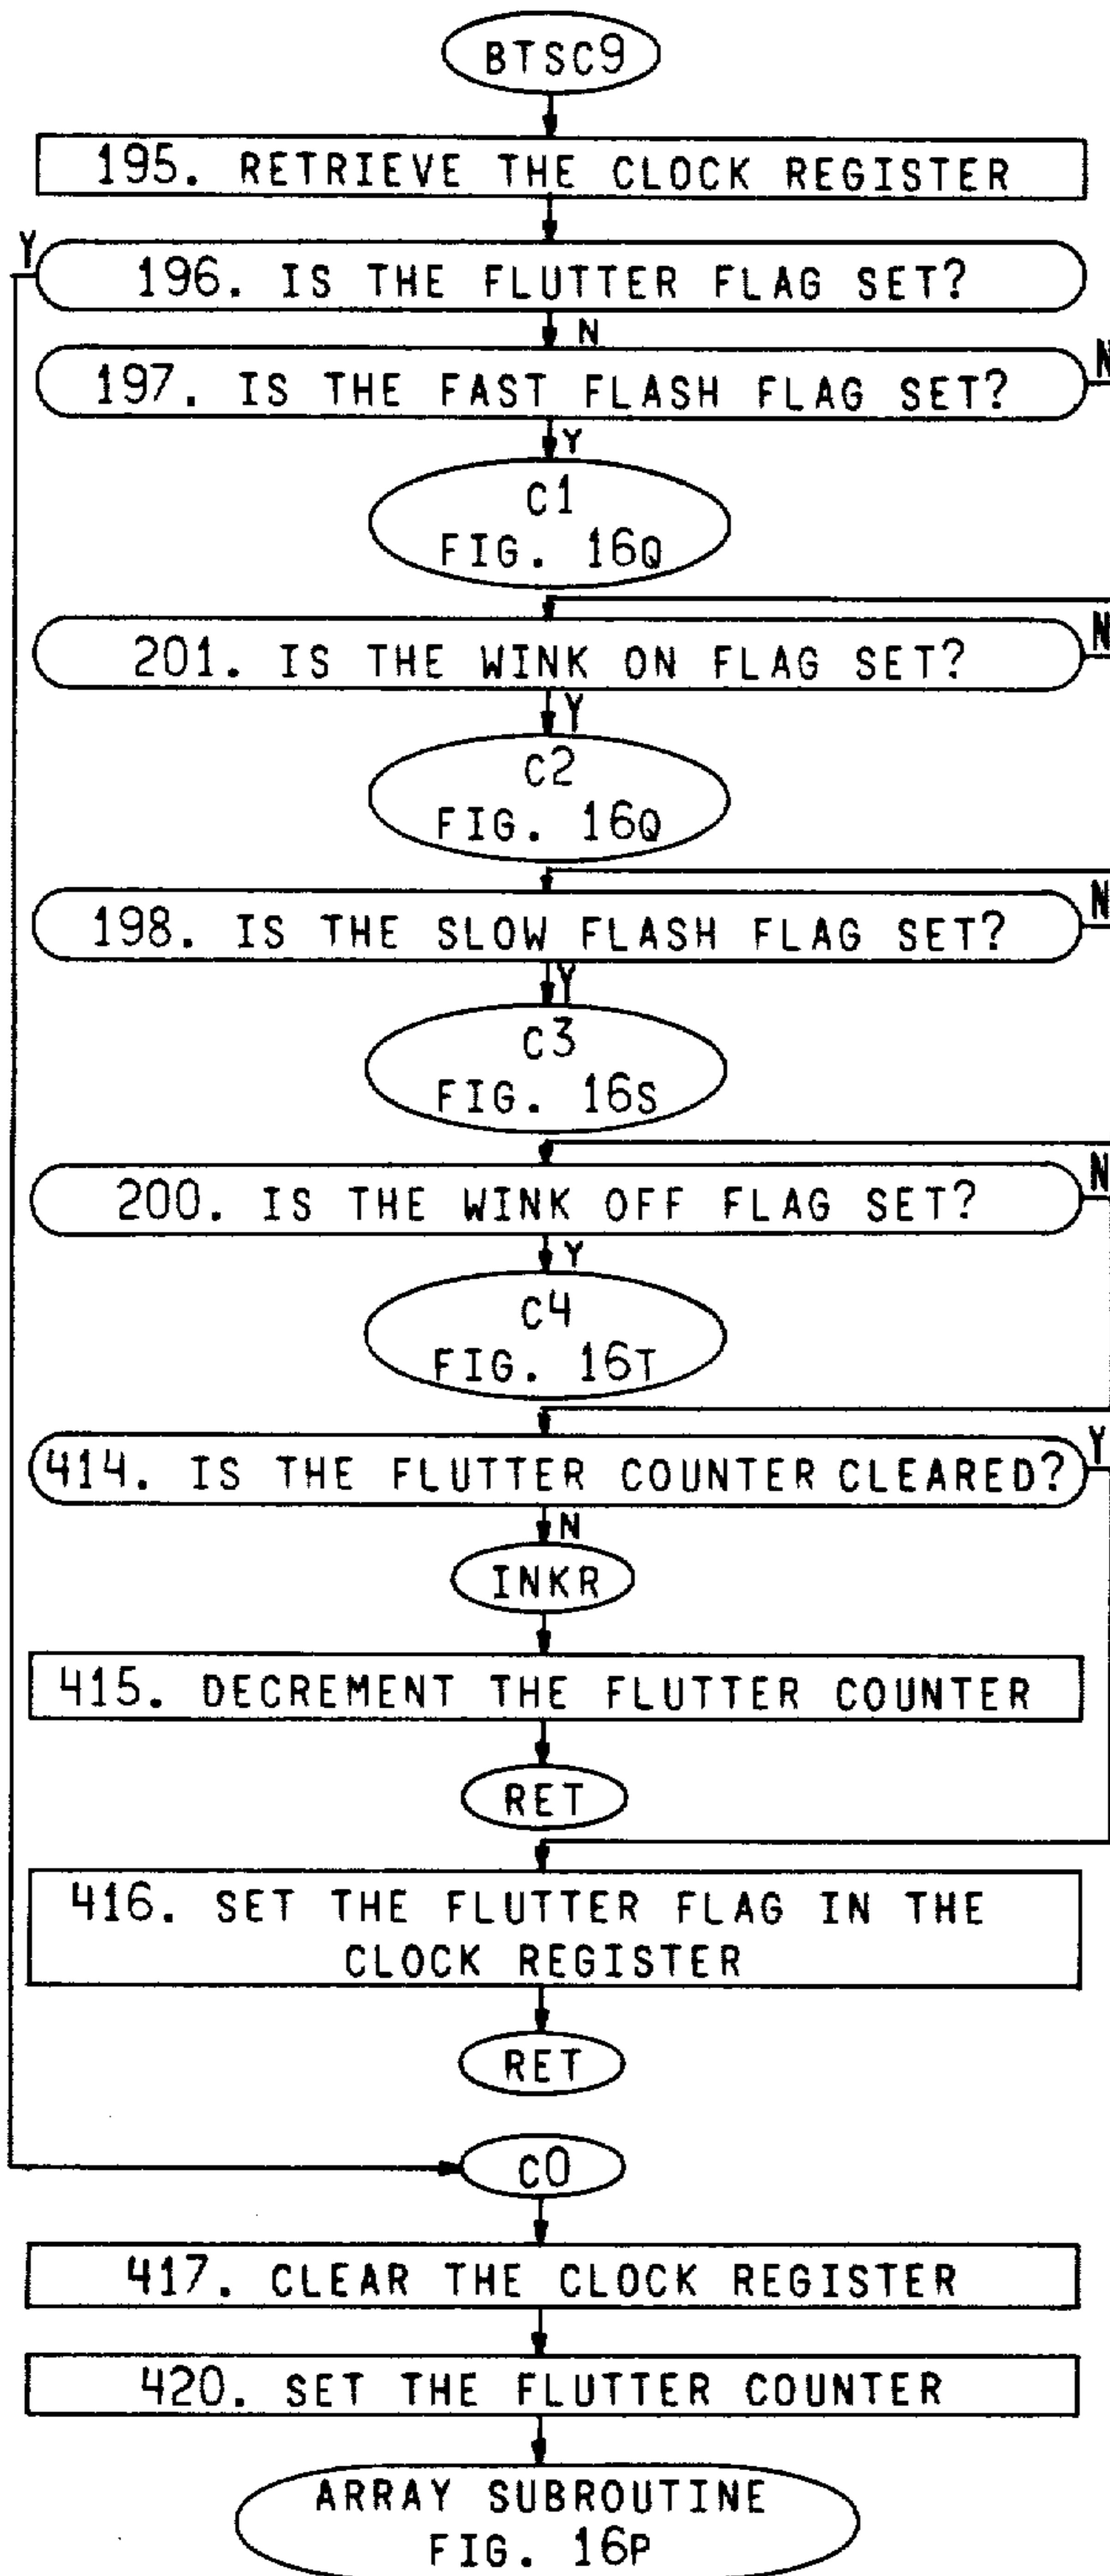 BTSC9
195. RETRIEVE THE CLOCK REGISTER
Y
196. IS THE FLUTTER FLAG SET?
N
197. IS THE FAST FLASH FLAG SET?
N
Y
C1
FIG. 16Q
201. IS THE WINK ON FLAG SET?
N
Y
C2
FIG. 16Q
198. IS THE SLOW FLASH FLAG SET?
N
Y
C3
FIG. 16S
200. IS THE WINK OFF FLAG SET?
N
Y
C4
FIG. 16T
414. IS THE FLUTTER COUNTER CLEARED?
Y
N
INKR
415. DECREMENT THE FLUTTER COUNTER
RET
416. SET THE FLUTTER FLAG IN THE
CLOCK REGISTER
RET
C0
417. CLEAR THE CLOCK REGISTER
420. SET THE FLUTTER COUNTER
ARRAY SUBROUTINE
FIG. 16P